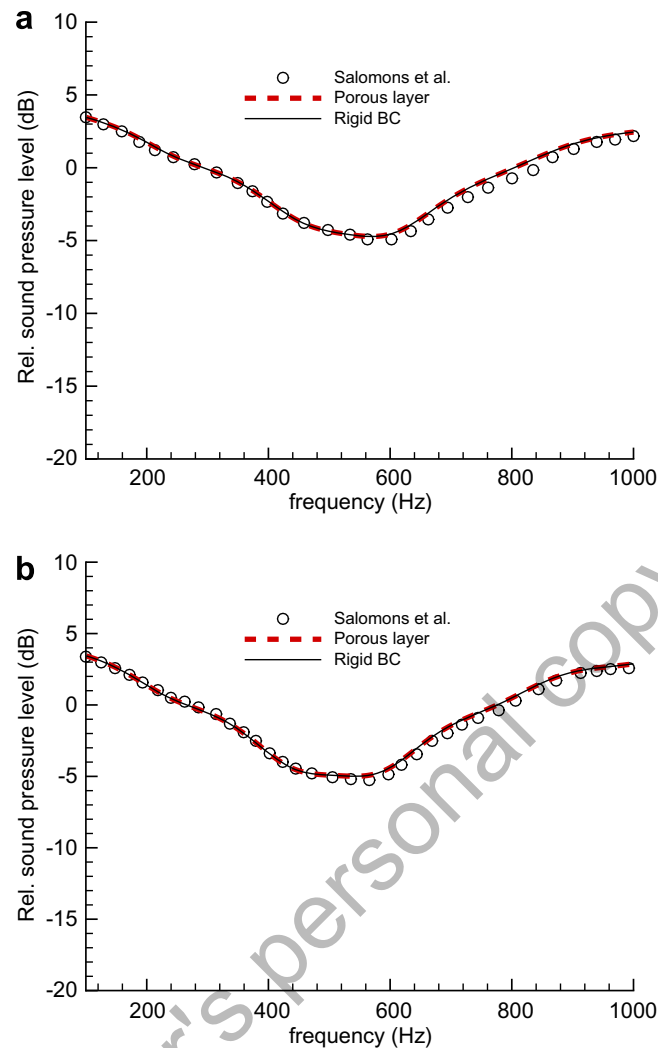 a
10
5
0
-5
-10
-15
-20
Rel. sound pressure level (dB)
Salomons et al.
Porous layer
Rigid BC
200
400
600
800
1000
frequency (Hz)
b
10
5
0
-5
-10
-15
-20
Rel. sound pressure level (dB)
Salomons et al.
Porous layer
Rigid BC
200
400
600
800
1000
frequency (Hz)
r's personal copy